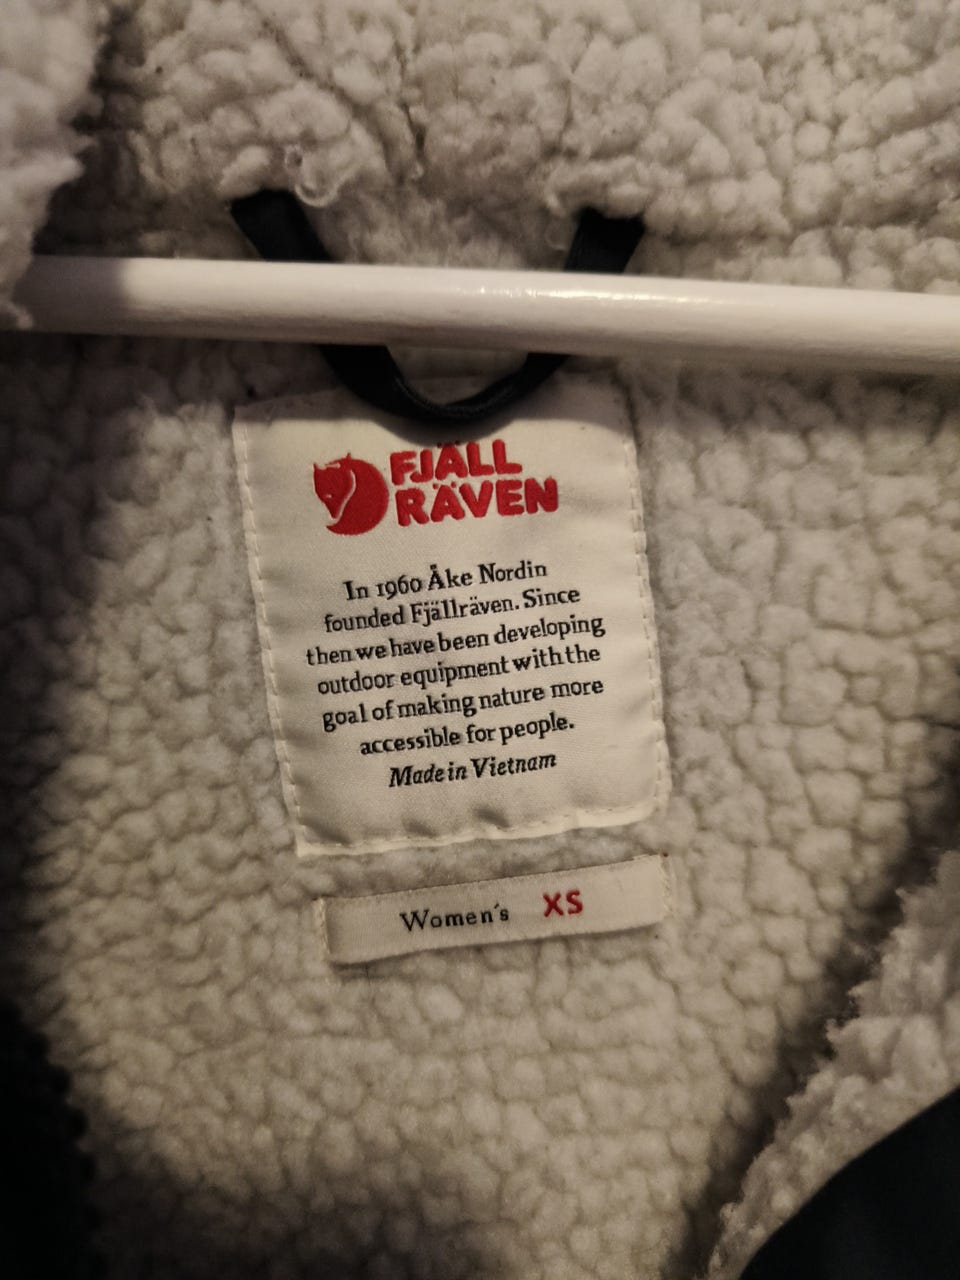 FJÄLL
RÄVEN
In 1960 Åke Nordin
founded Fjällräven. Since
then we have been developing
outdoor equipment with the
goal of making nature more
accessible for people.
Made in Vietnam
Women's XS